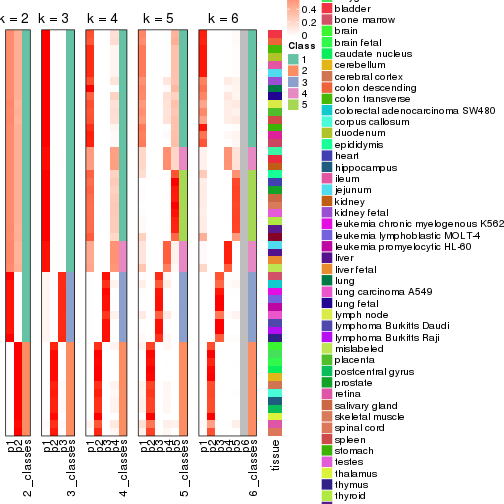 k = 2
k = 3
k = 4
k = 5
k = 6
0.4
0.2
0
Class
1
2
3
4
5
p1
p2
2_classes
p1
p2
p3
3_classes
p1
p2
p3
p4
4_classes
p1
p2
p3
p4
p5
5_classes
p1
p2
p3
p4
p5
p6
6_classes
tissue
bladder
bone marrow
brain
brain fetal
caudate nucleus
cerebellum
cerebral cortex
colon descending
colon transverse
colorectal adenocarcinoma SW480
corpus callosum
duodenum
epididymis
heart
hippocampus
ileum
jejunum
kidney
kidney fetal
leukemia chronic myelogenous K562
leukemia lymphoblastic MOLT-4
leukemia promyelocytic HL-60
liver
liver fetal
lung
lung carcinoma A549
lung fetal
lymph node
lymphoma Burkitts Daudi
lymphoma Burkitts Raji
mislabeled
placenta
postcentral gyrus
prostate
retina
salivary gland
skeletal muscle
spinal cord
spleen
stomach
testes
thalamus
thymus
thyroid